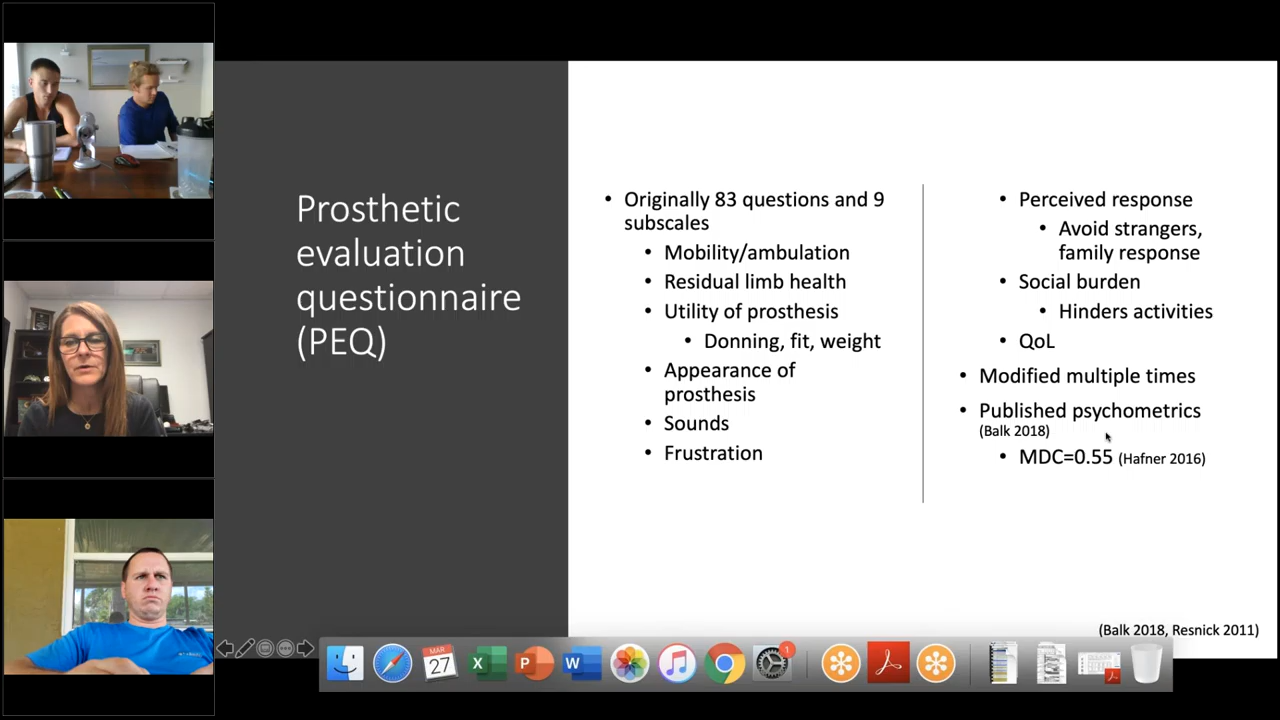 Prosthetic
evaluation
questionnaire
(PEQ)
• Originally 83 questions and 9
subscales
• Mobility/ambulation
• Residual limb health
• Utility of prosthesis
• Donning, fit, weight
• Appearance of
prosthesis
• Sounds
• Frustration
• Perceived response
• Avoid strangers,
family response
• Social burden
• Hinders activities
• QoL
• Modified multiple times
• Published psychometrics
(Balk 2018)
• MDC=0.55 (Hafner 2016)
(Balk 2018, Resnick 2011)
MAR
27
X
P
W
1